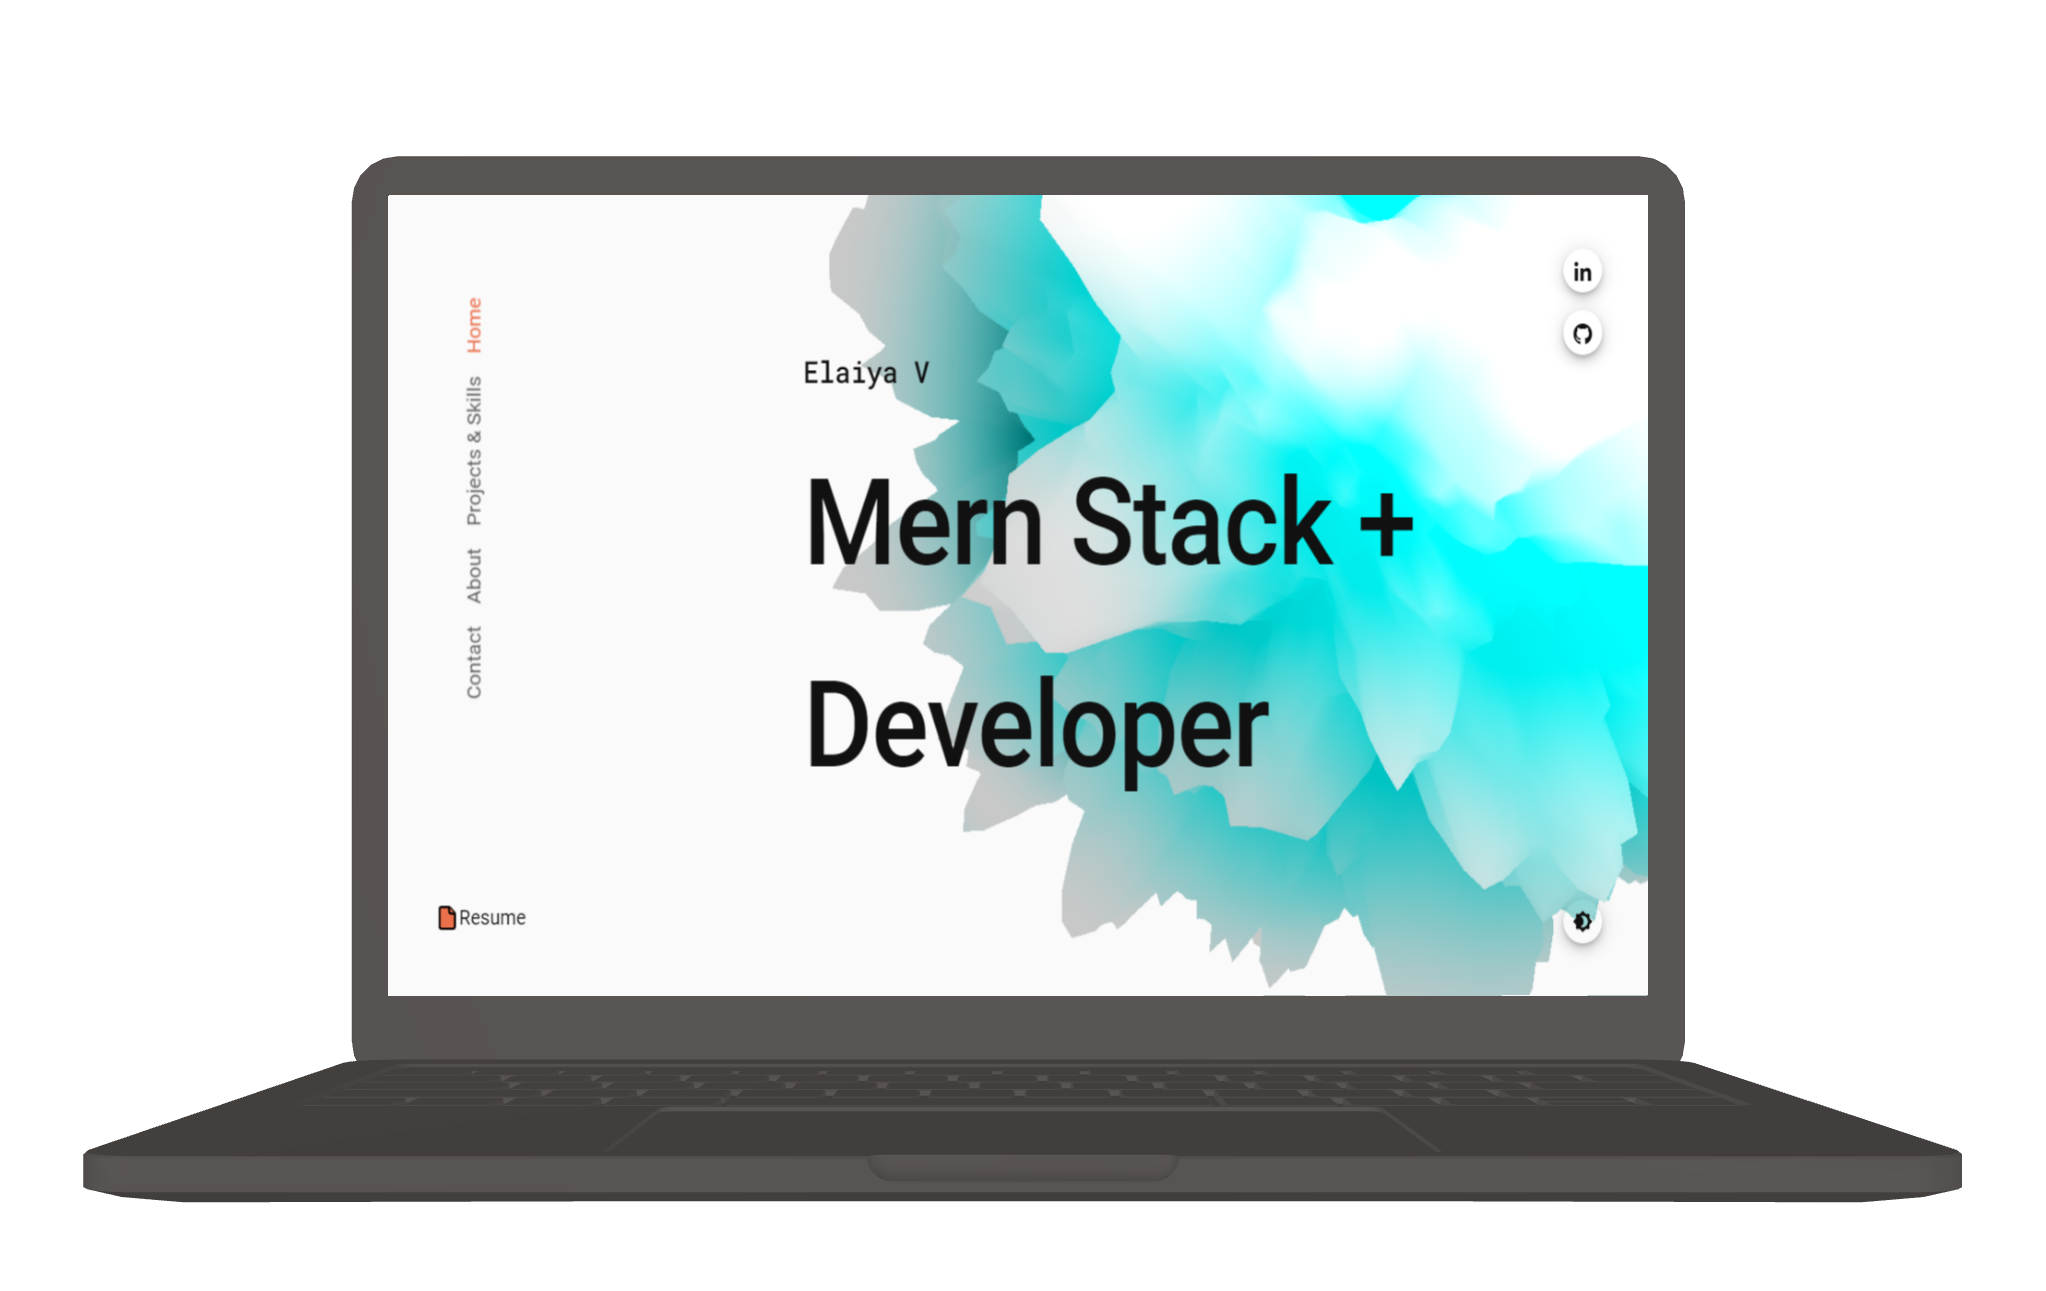 Home
Projects & Skills
About
Contact
Resume
Elaiya V
Mern Stack +
Developer
in